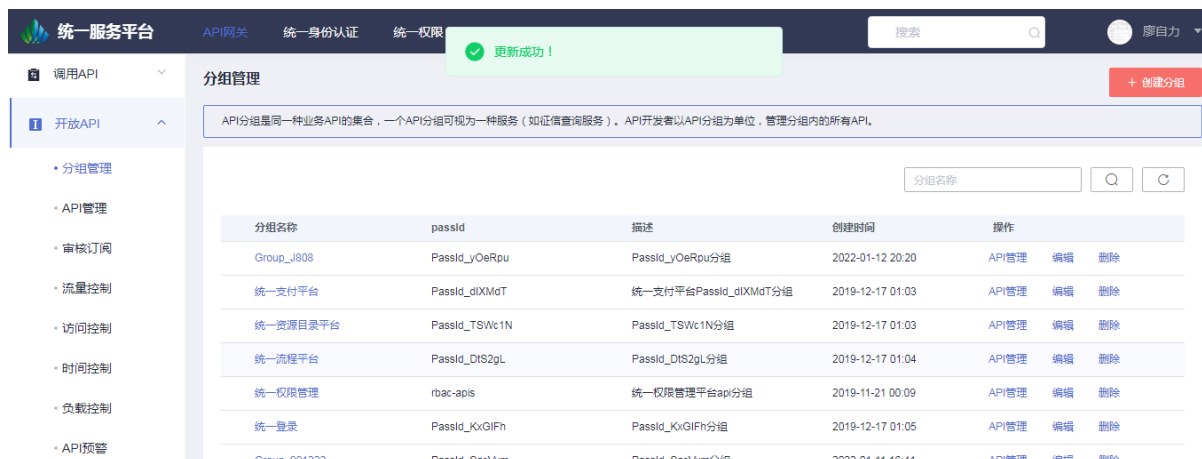 统一服务平台 API网关 统一身份认证 统一权限 搜索 廖自力
更新成功！
调用API
开放API
分组管理
API管理
审核订阅
流量控制
访问控制
时间控制
负载控制
API预警
分组管理
+ 创建分组
API分组是同一种业务API的集合，一个API分组可视为一种服务（如征信查询服务）。API开发者以API分组为单位，管理分组内的所有API。
分组名称
分组名称 passId 描述 创建时间 操作
Group_J808 PassId_yOeRpu PassId_yOeRpu分组 2022-01-12 20:20 API管理 编辑 删除
统一支付平台 PassId_dIXMdT 统一支付平台PassId_dIXMdT分组 2019-12-17 01:03 API管理 编辑 删除
统一资源目录平台 PassId_TSWc1N PassId_TSWc1N分组 2019-12-17 01:03 API管理 编辑 删除
统一流程平台 PassId_DtS2gL PassId_DtS2gL分组 2019-12-17 01:04 API管理 编辑 删除
统一权限管理 rbac-apis 统一权限管理平台api分组 2019-11-21 00:09 API管理 编辑 删除
统一登录 PassId_KxGIFh PassId_KxGIFh分组 2019-12-17 01:05 API管理 编辑 删除
API管理 编辑 删除